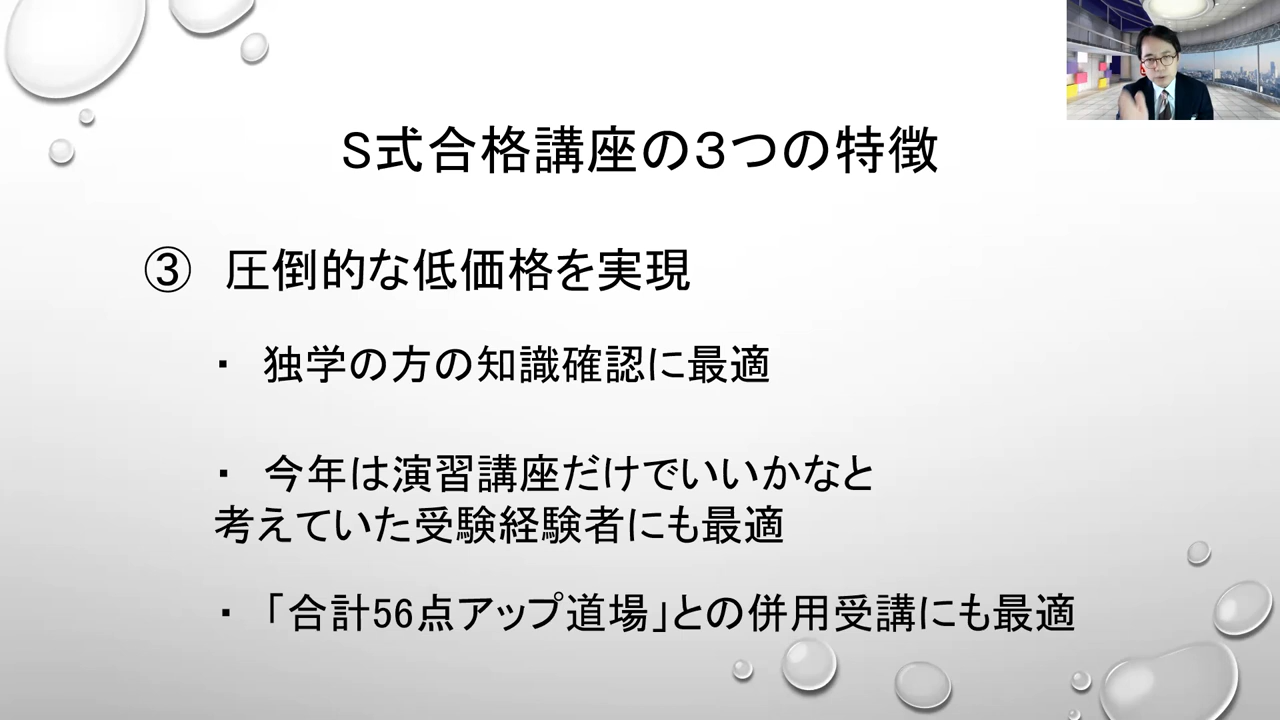 S式合格講座の３つの特徴
③ 圧倒的な低価格を実現
・ 独学の方の知識確認に最適
・ 今年は演習講座だけでいいかなと
考えていた受験経験者にも最適
・ 「合計56点アップ道場」との併用受講にも最適